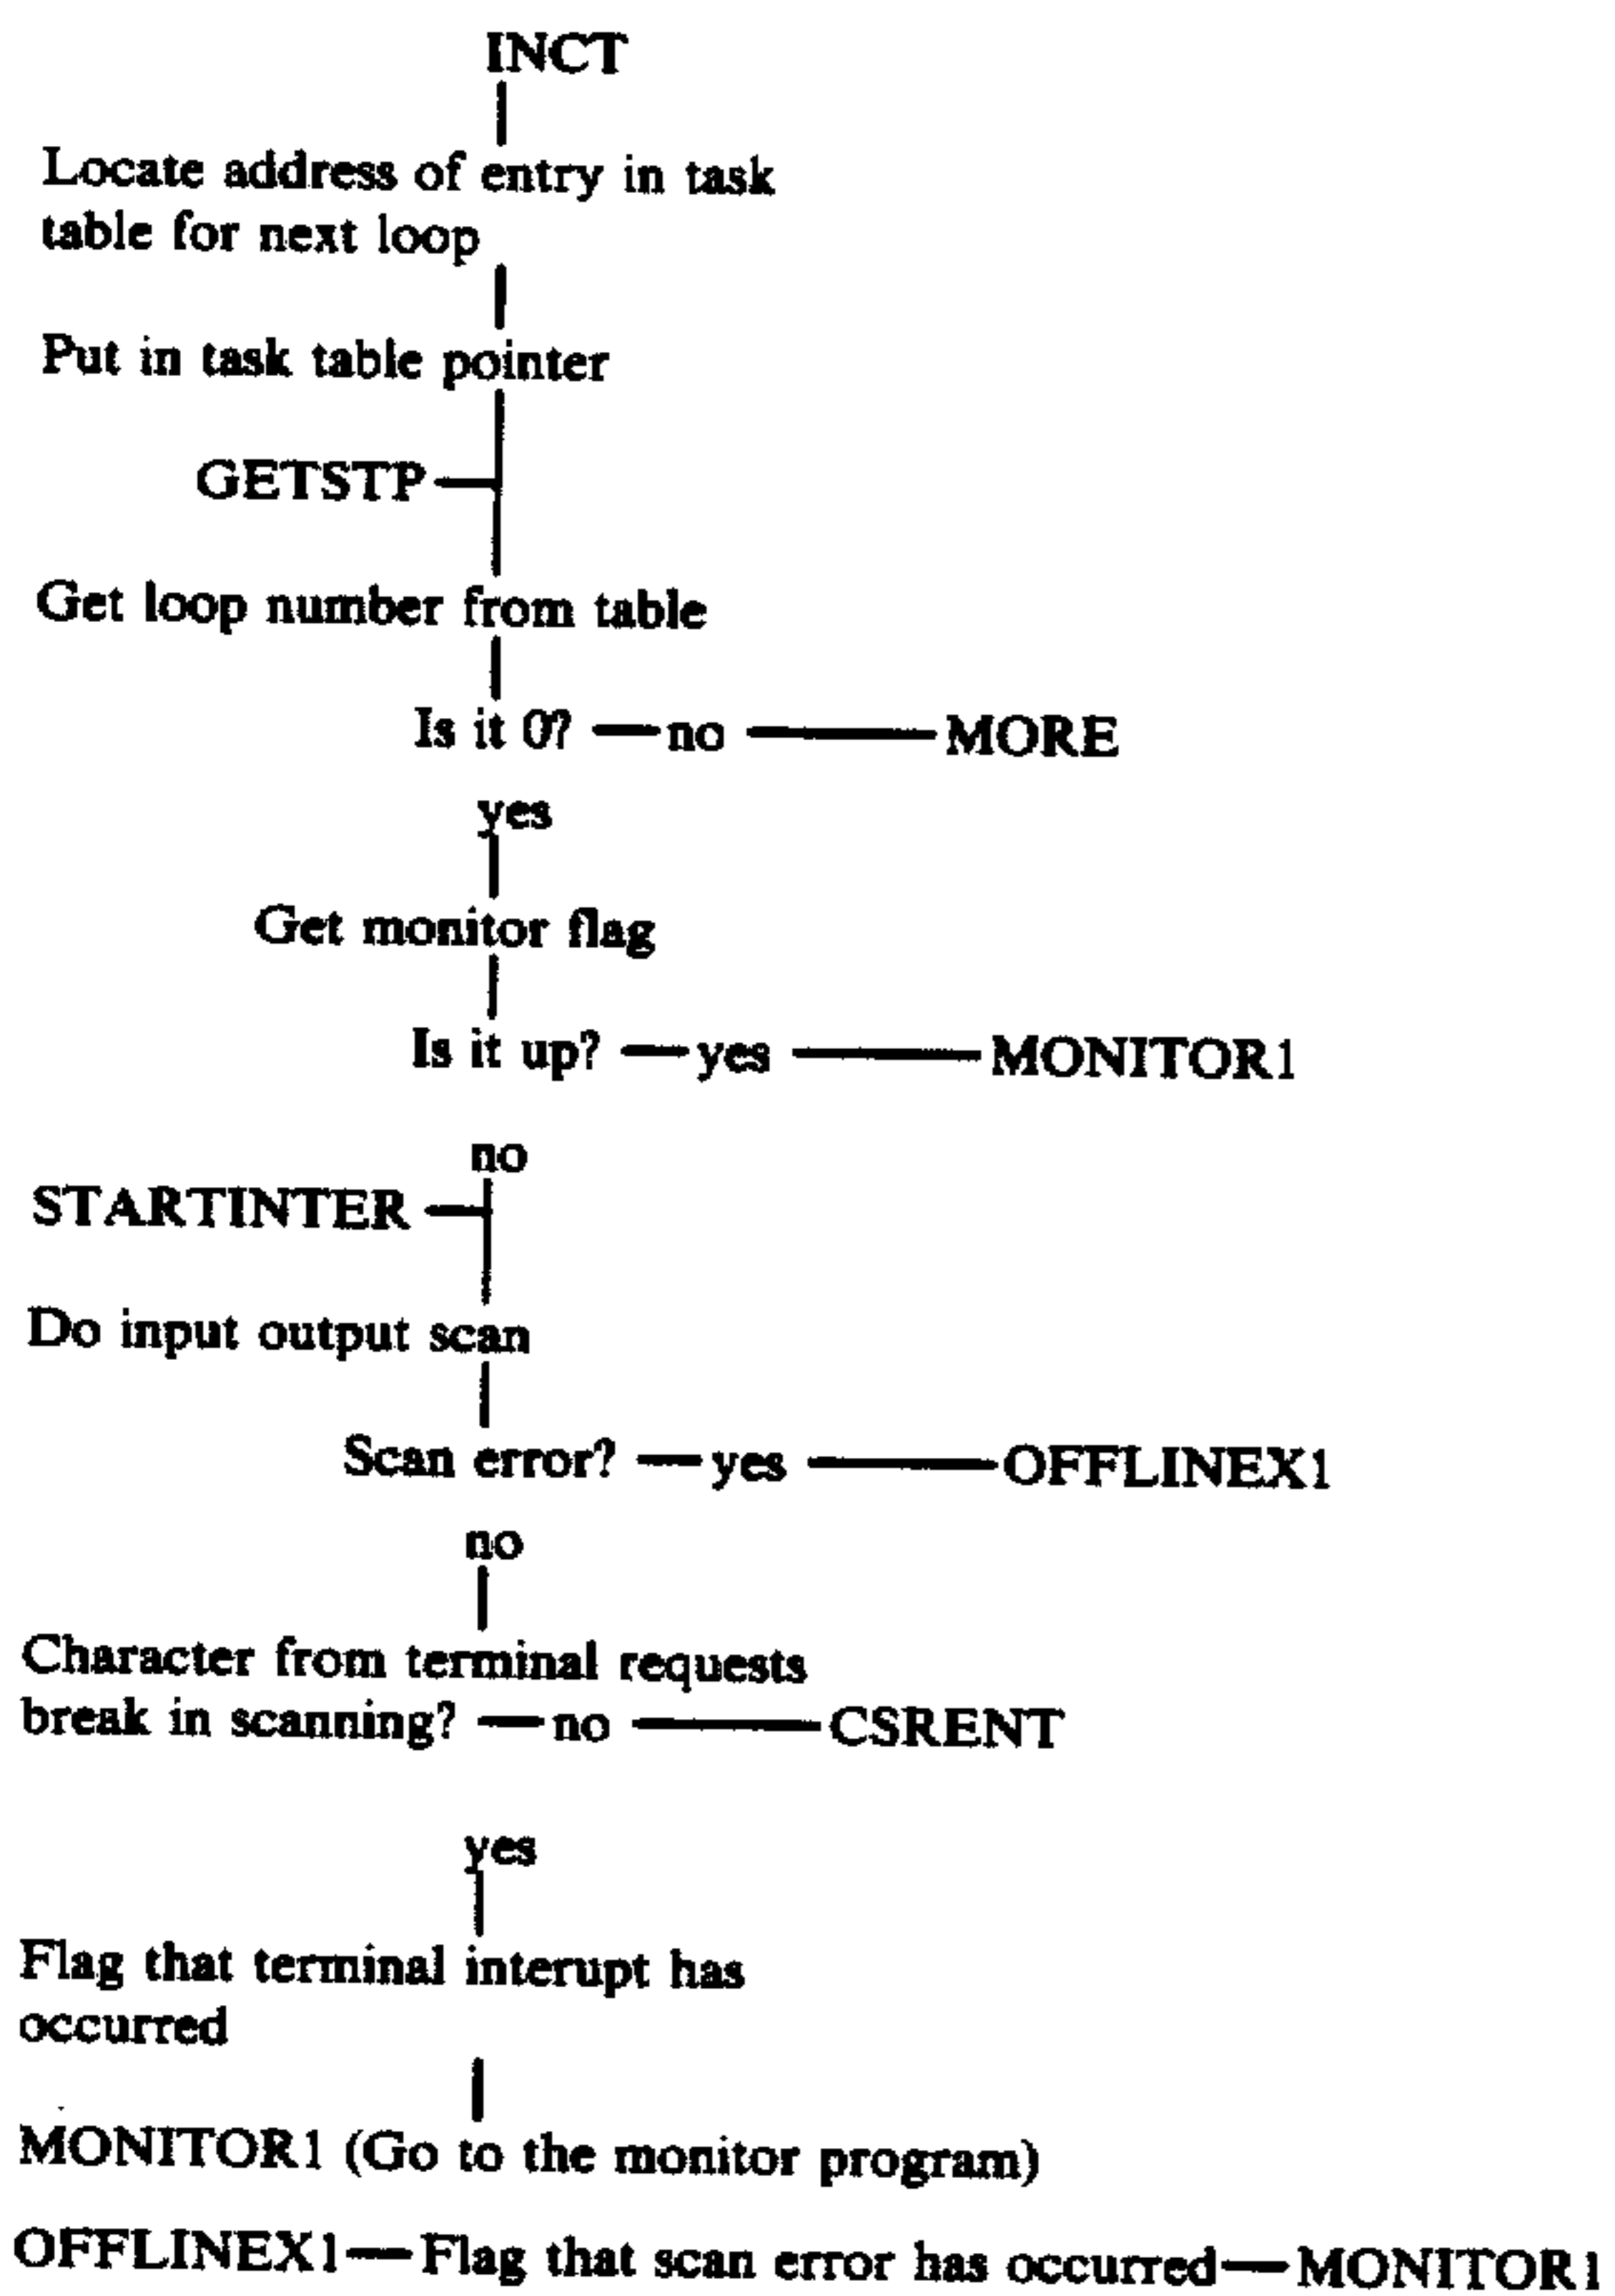 INCT
Locate address of entry in task
table for next loop
Put in task table pointer
GETSTP
Get loop number from table
Is it 0? — no — MORE
yes
Get monitor flag
Is it up? — yes — MONITOR1
no
STARTINTER
Do input output scan
Scan error? — yes — OFFLINEX1
no
Character from terminal requests
break in scanning? — no — CSRENT
yes
Flag that terminal interupt has
occurred
MONITOR1 (Go to the monitor program)
OFFLINEX1 — Flag that scan error has occurred — MONITOR1